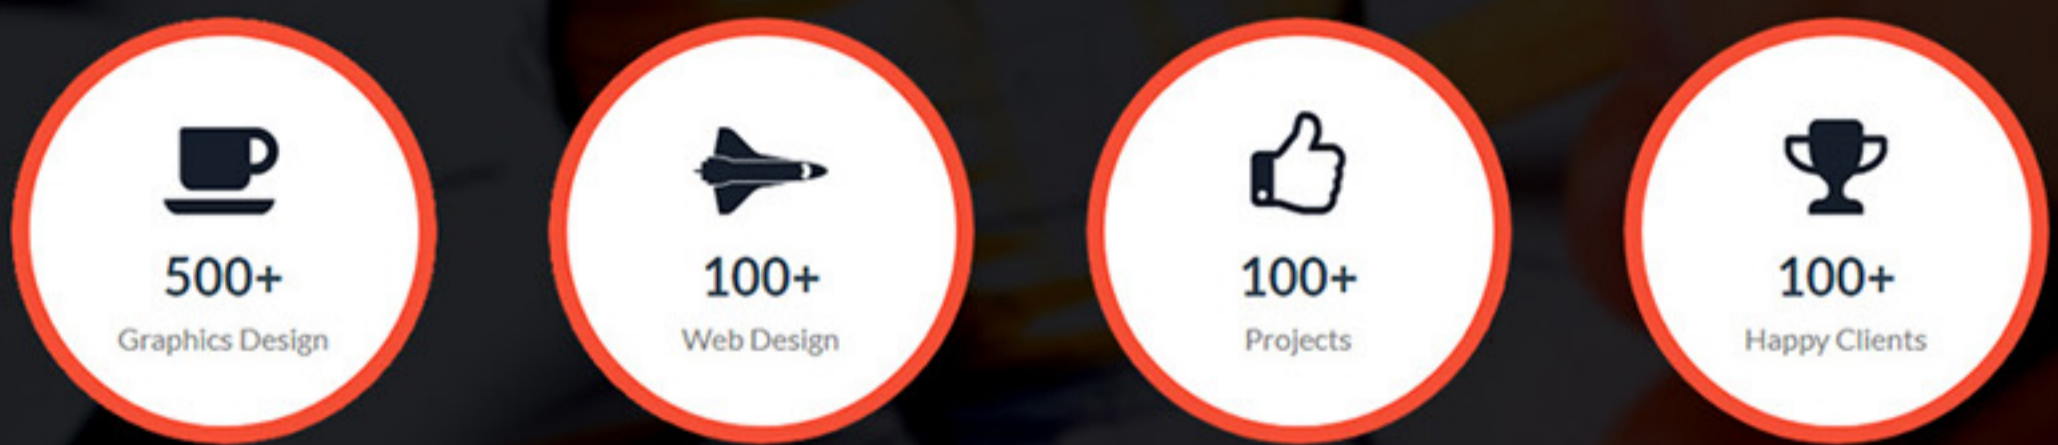 500+
Graphics Design
100+
Web Design
100+
Projects
100+
Happy Clients